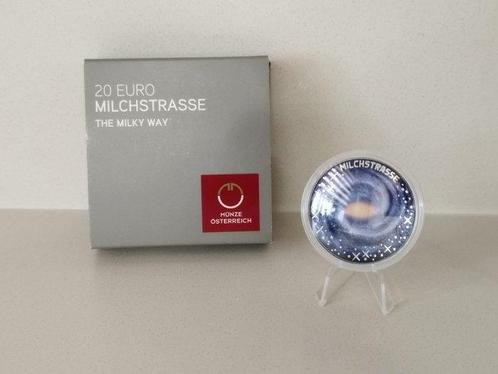 20 EURO
MILCHSTRASSE
THE MILKY WAY
MÜNZE
ÖSTERREICH
MILCHSTRASSE